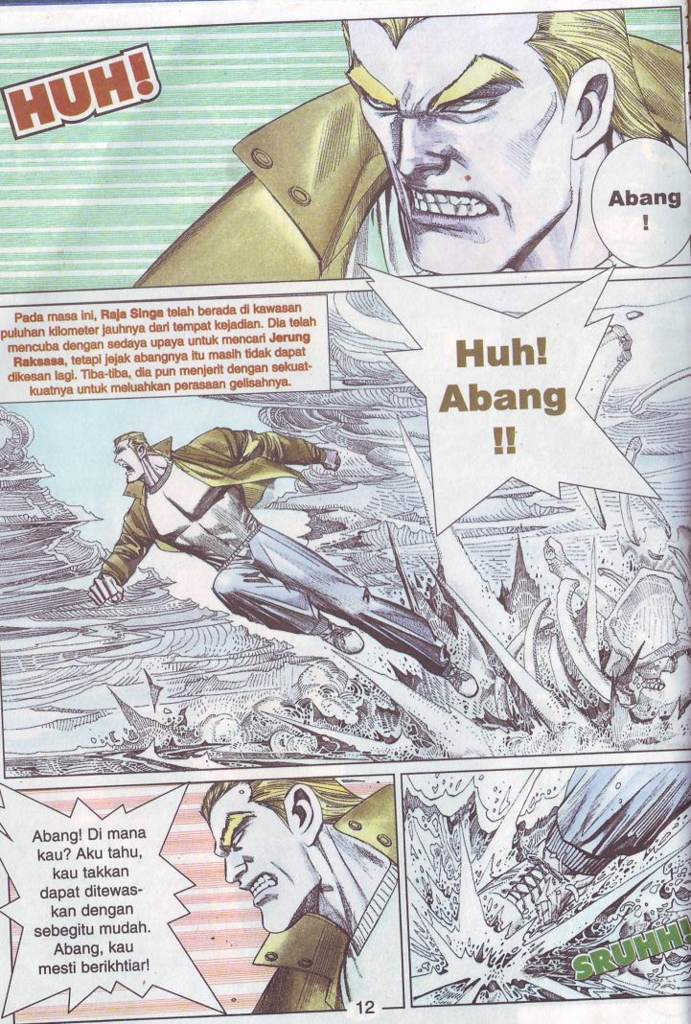 HUH!
Abang
!
Pada masa ini, Raja Singa telah berada di kawasan
puluhan kilometer jauhnya dari tempat kejadian. Dia telah
mencuba dengan sedaya upaya untuk mencari Jerung
Raksasa, tetapi jejak abangnya itu masih tidak dapat
dikesan lagi. Tiba-tiba, dia pun menjerit dengan sekuat-
kuatnya untuk meluahkan perasaan gelisahnya.
Huh!
Abang
!!
Abang! Di mana
kau? Aku tahu,
kau takkan
dapat ditewas-
kan dengan
sebegitu mudah.
Abang, kau
mesti berikhtiar!
SRUHH!
12